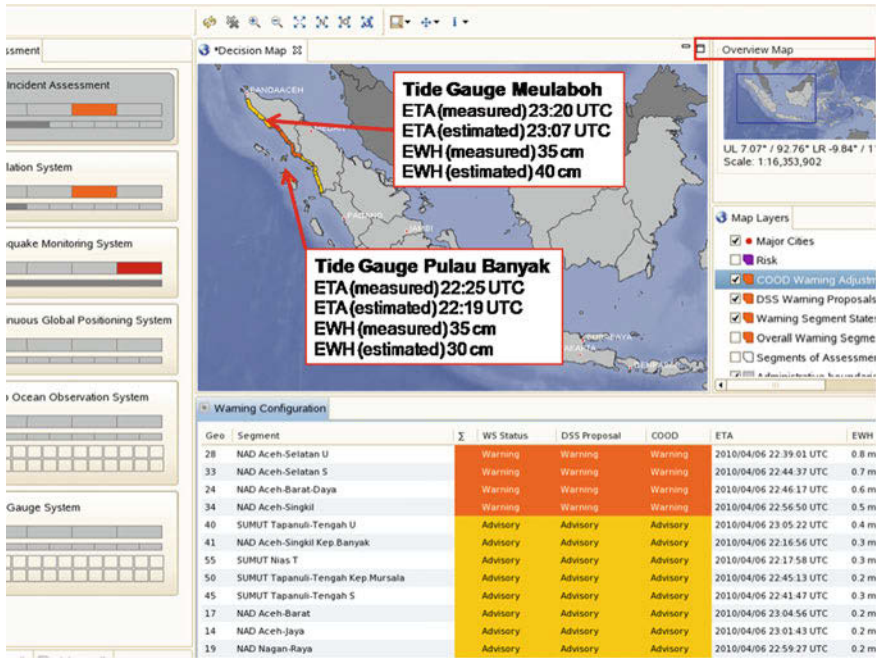 ssment
Incident Assessment
lation System
quake Monitoring System
nuous Global Positioning System
Ocean Observation System
Gauge System
*Decision Map
MEDAN
PADANG
JAMBI
Tide Gauge Meulaboh
ETA (measured) 23:20 UTC
ETA (estimated) 23:07 UTC
EWH (measured) 35 cm
EWH (estimated) 40 cm
Tide Gauge Pulau Banyak
ETA (measured) 22:25 UTC
ETA (estimated) 22:19 UTC
EWH (measured) 35 cm
EWH (estimated) 30 cm
Overview Map
UL 7.07° / 92.76° LR -9.84° / 1
Scale: 1:16,353,902
Map Layers
Major Cities
Risk
COOD Warning Adjustm
DSS Warning Proposals
Warning Segment States
Overall Warning Segme
Segments of Assessmen
Warning Configuration
Geo Segment Σ WS Status DSS Proposal COOD ETA EWH
28 NAD Aceh-Selatan U Warning Warning Warning 2010/04/06 22:39:01 UTC 0.8 m
33 NAD Aceh-Selatan S Warning Warning Warning 2010/04/06 22:44:37 UTC 0.7 m
24 NAD Aceh-Barat-Daya Warning Warning Warning 2010/04/06 22:46:17 UTC 0.6 m
34 NAD Aceh-Singkil Warning Warning Warning 2010/04/06 22:56:50 UTC 0.5 m
40 SUMUT Tapanuli-Tengah U Advisory Advisory Advisory 2010/04/06 23:05:22 UTC 0.4 m
41 NAD Aceh-Singkil Kep.Banyak Advisory Advisory Advisory 2010/04/06 22:16:56 UTC 0.3 m
55 SUMUT Nias T Advisory Advisory Advisory 2010/04/06 22:17:58 UTC 0.3 m
50 SUMUT Tapanuli-Tengah Kep.Mursala Advisory Advisory Advisory 2010/04/06 22:45:13 UTC 0.2 m
45 SUMUT Tapanuli-Tengah S Advisory Advisory Advisory 2010/04/06 22:41:47 UTC 0.3 m
17 NAD Aceh-Barat Advisory Advisory Advisory 2010/04/06 23:04:56 UTC 0.2 m
14 NAD Aceh-Jaya Advisory Advisory Advisory 2010/04/06 23:01:43 UTC 0.2 m
19 NAD Nagan-Raya Advisory Advisory Advisory 2010/04/06 22:59:27 UTC 0.2 m